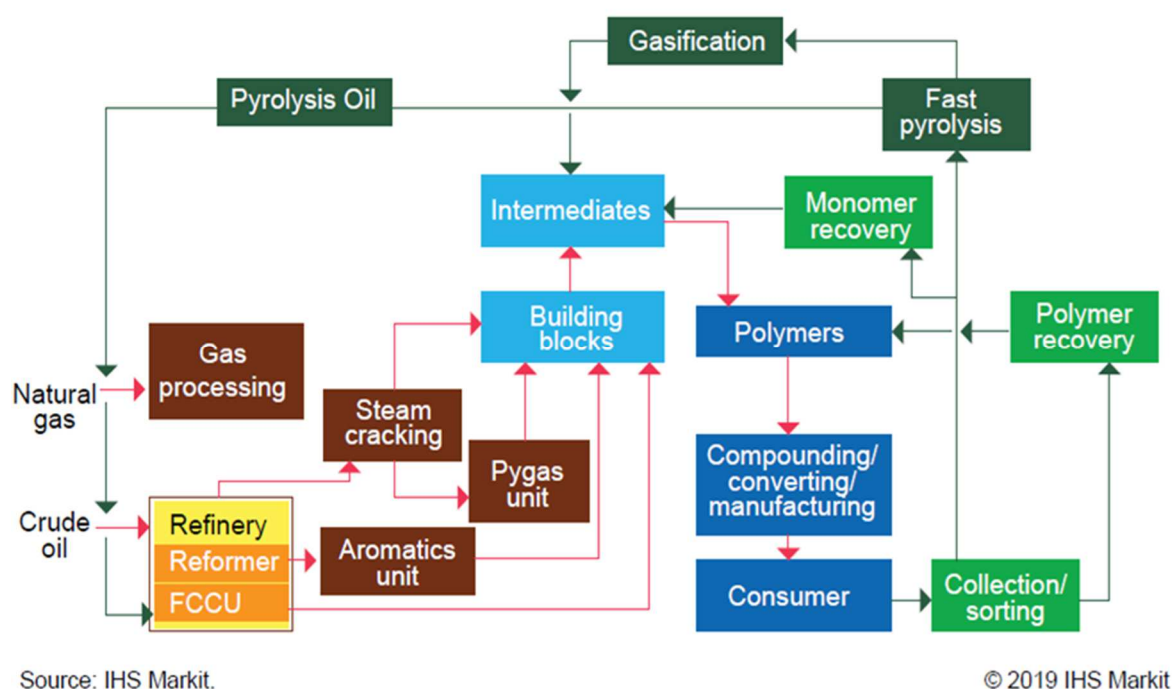 Gasification
Pyrolysis Oil
Fast
pyrolysis
Intermediates
Monomer
recovery
Building
blocks
Polymers
Polymer
recovery
Gas
processing
Natural
gas
Steam
cracking
Pygas
unit
Compounding/
converting/
manufacturing
Crude
oil
Refinery
Reformer
FCCU
Aromatics
unit
Consumer
Collection/
sorting
Source: IHS Markit.
© 2019 IHS Markit